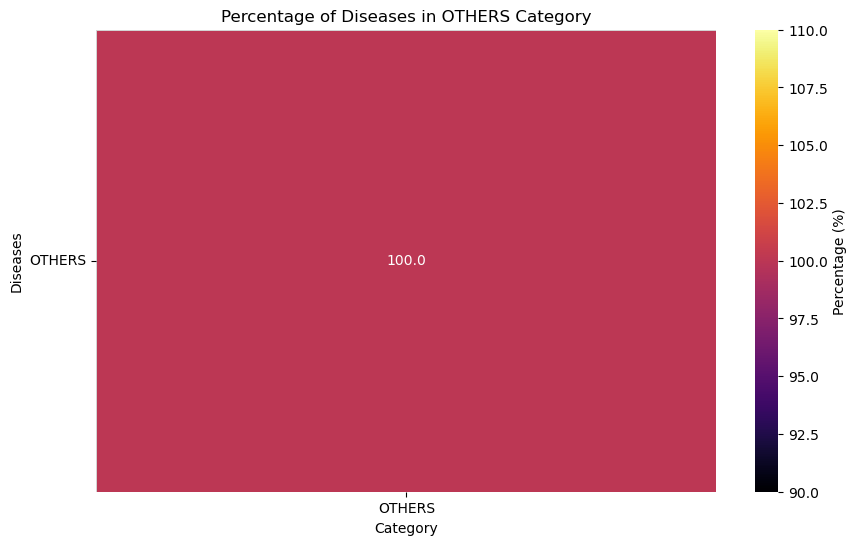 Percentage of Diseases in OTHERS Category
Diseases
OTHERS
100.0
OTHERS
Category
110.0
107.5
105.0
102.5
100.0
97.5
95.0
92.5
90.0
Percentage (%)